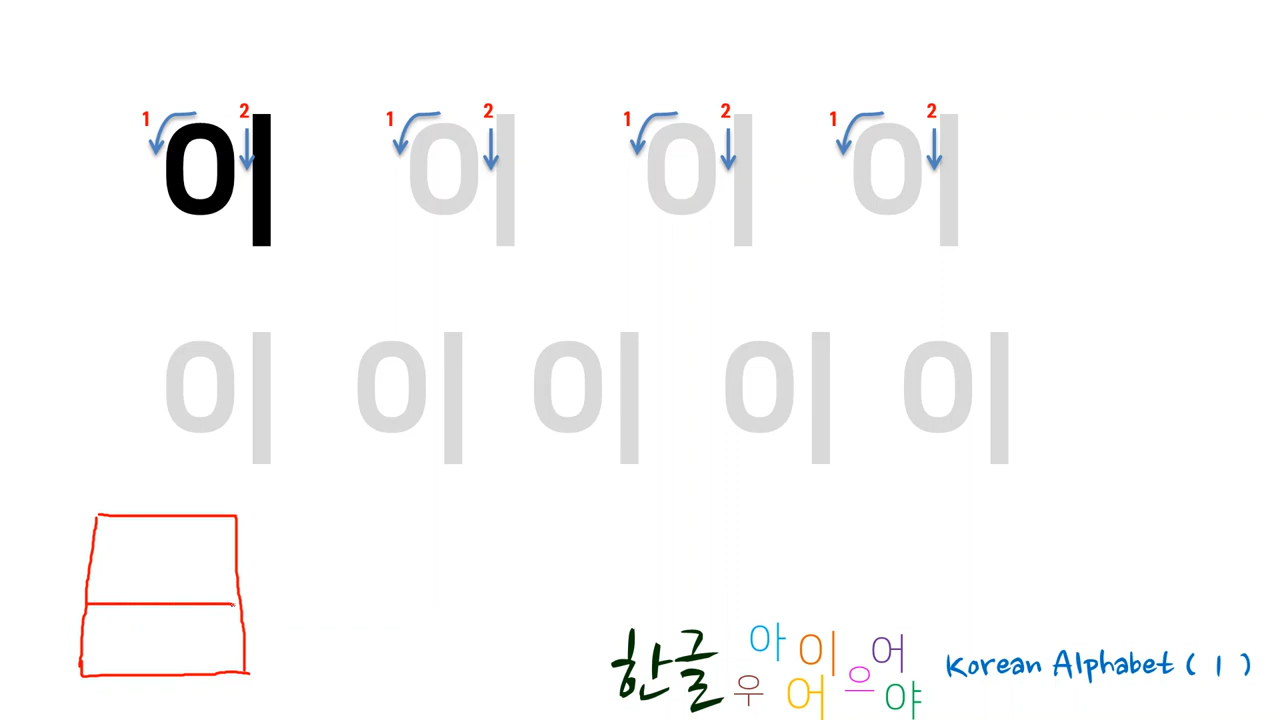 1 2 1 2 1 2 1 2
이 이 이 이
이 이 이 이 이
한글 아 이 어 Korean Alphabet ( 1 )
우 어 으 야